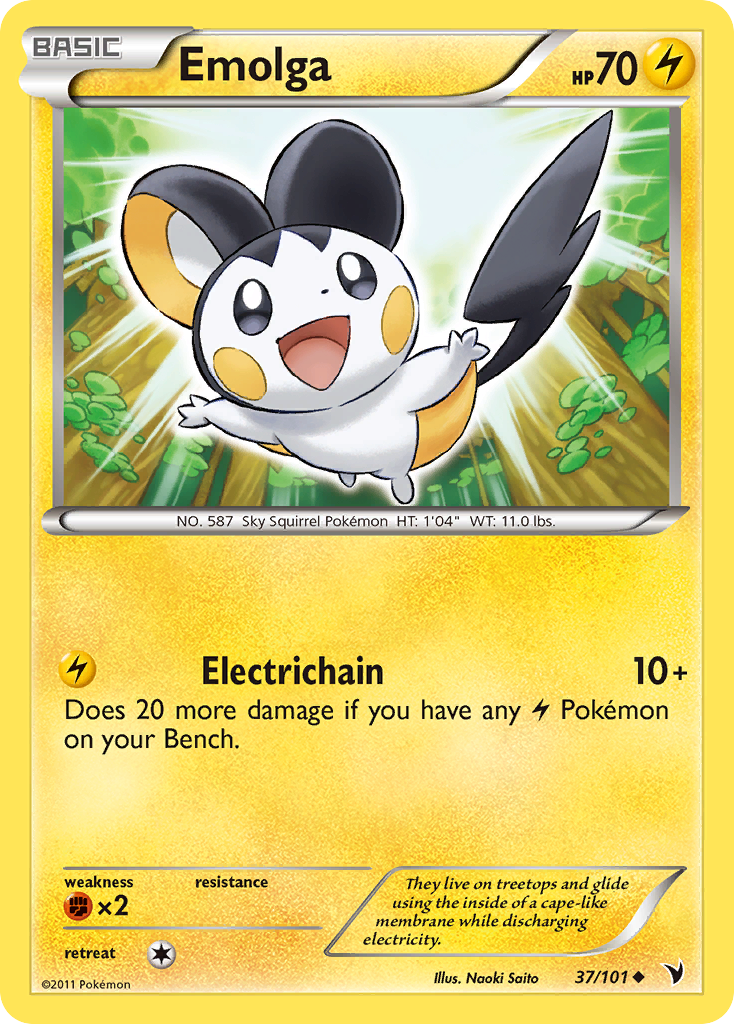 BASIC
Emolga
HP 70
NO. 587 Sky Squirrel Pokémon HT: 1'04" WT: 11.0 lbs.
Electrichain 10+
Does 20 more damage if you have any Pokémon
on your Bench.
weakness resistance
×2
They live on treetops and glide
using the inside of a cape-like
membrane while discharging
electricity.
retreat
©2011 Pokémon
Illus. Naoki Saito
37/101